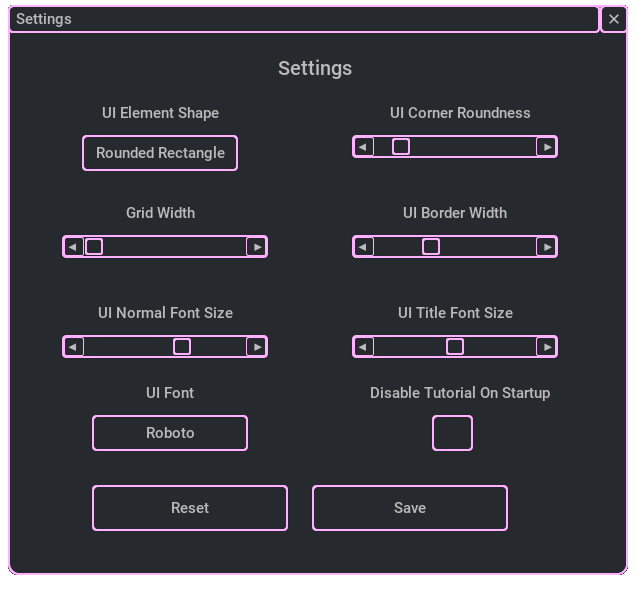 Settings
Settings
UI Element Shape
UI Corner Roundness
Rounded Rectangle
Grid Width
UI Border Width
UI Normal Font Size
UI Title Font Size
UI Font
Disable Tutorial On Startup
Roboto
Reset
Save